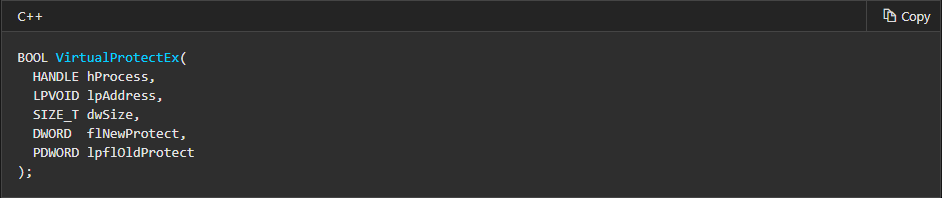 C++
Copy
BOOL VirtualProtectEx(
  HANDLE hProcess,
  LPVOID lpAddress,
  SIZE_T dwSize,
  DWORD  flNewProtect,
  PDWORD lpflOldProtect
);